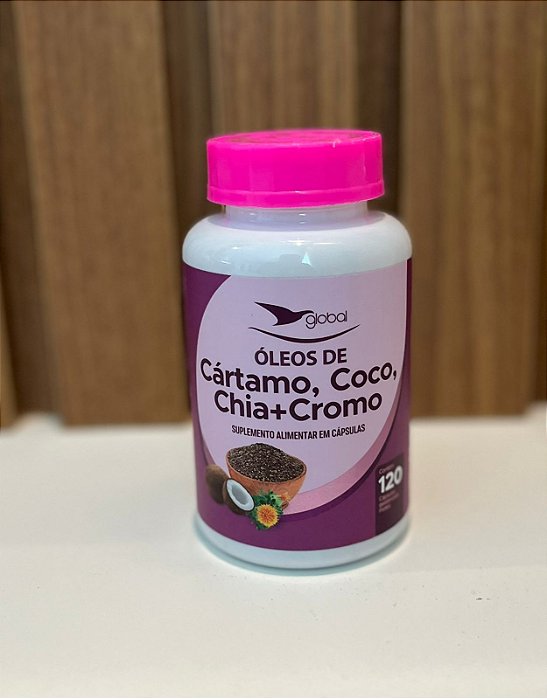 global
ÓLEOS DE
Cártamo, Coco,
Chia+Cromo
SUPLEMENTO ALIMENTAR EM CÁPSULAS
120